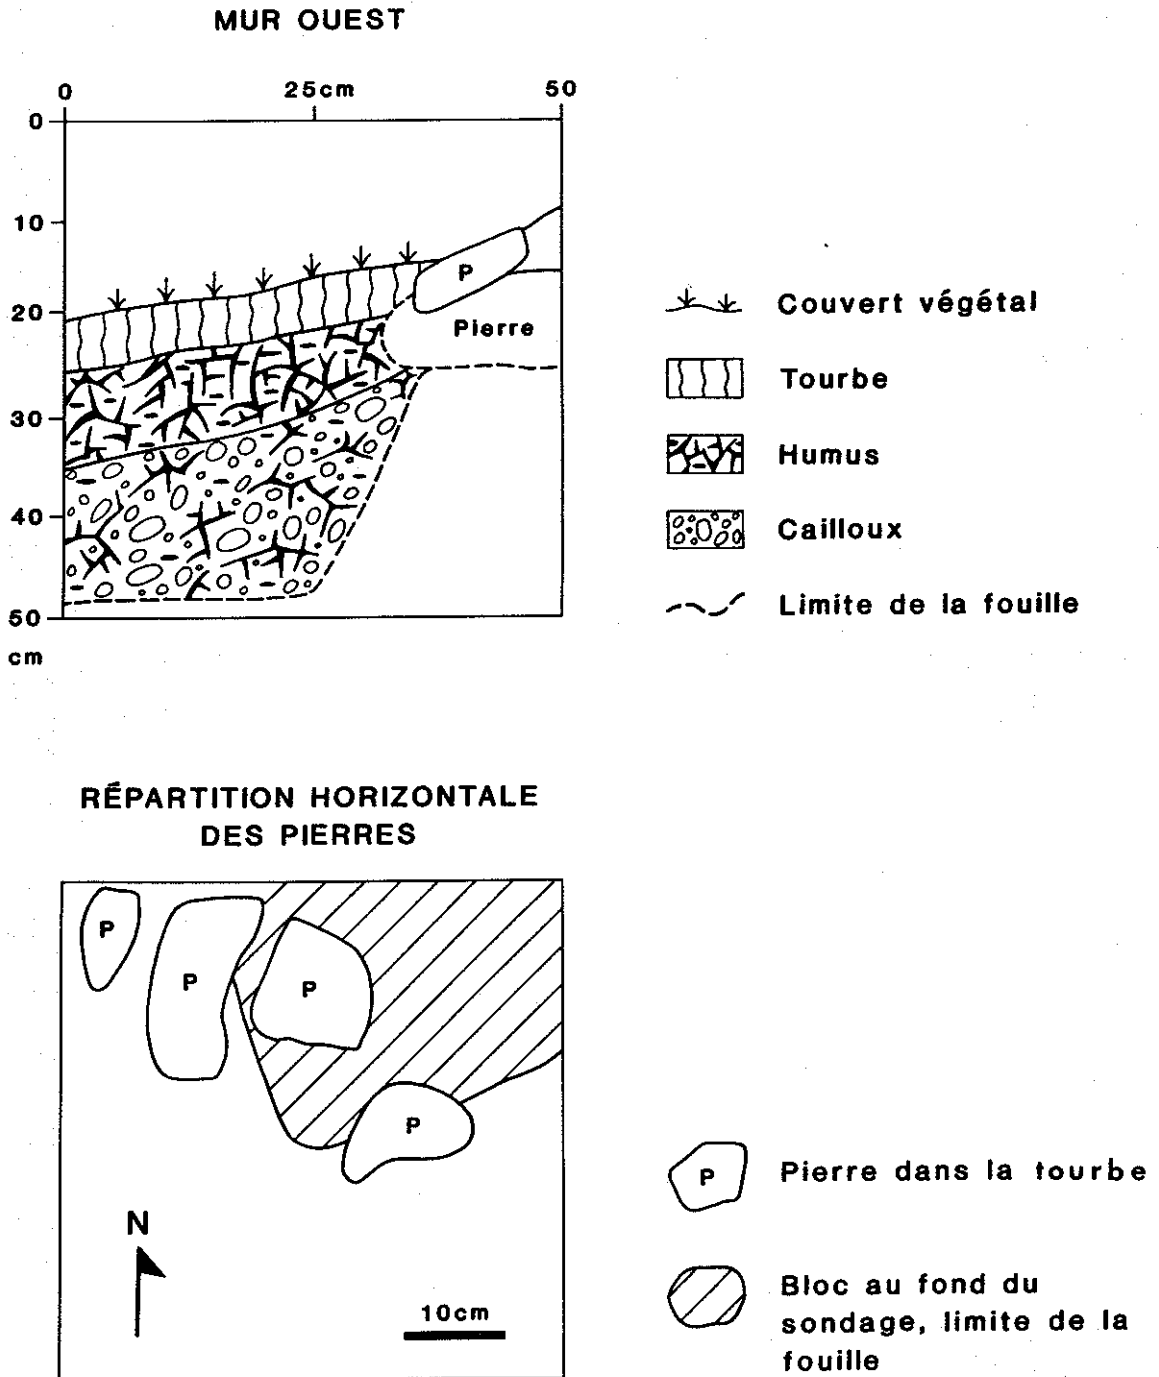 MUR OUEST
0 25cm 50
0
10
20
30
40
50
cm
P
Pierre
Couvert végétal
Tourbe
Humus
Cailloux
Limite de la fouille
RÉPARTITION HORIZONTALE
DES PIERRES
P
P
P
P
N
10cm
P
Pierre dans la tourbe
Bloc au fond du
sondage, limite de la
fouille